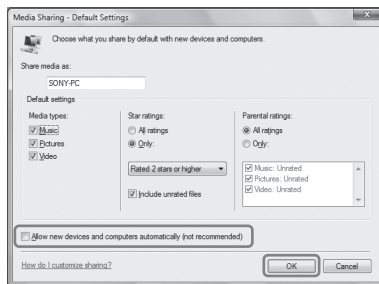 Media Sharing - Default Settings
Choose what you share by default with new devices and computers.
Share media as:
SONY-PC
Default settings
Media types:
Music
Pictures
Video
Star ratings:
All ratings
Only:
Rated 2 stars or higher
Include unrated files
Parental ratings:
All ratings
Only:
Music: Unrated
Pictures: Unrated
Video: Unrated
Allow new devices and computers automatically (not recommended)
How do I customize sharing?
OK
Cancel